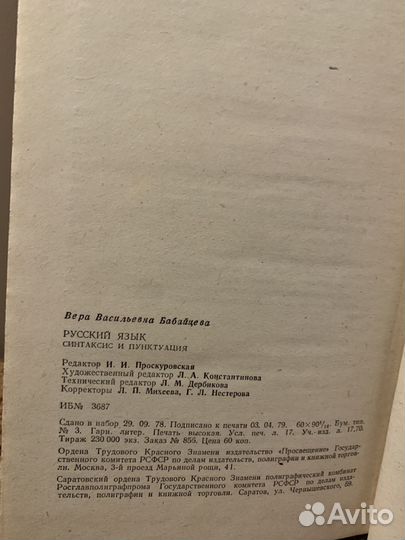 Вера Васильевна Бабайцева
РУССКИЙ ЯЗЫК
СИНТАКСИС И ПУНКТУАЦИЯ
Редактор И. И. Проскуровская
Художественный редактор Л. А. Константинова
Технический редактор Л. М. Дербикова
Корректоры Л. П. Михеева, Г. Л. Нестерова
ИБ№ 3687
Сдано в набор 29. 09. 78. Подписано к печати 03. 04. 79. 60×90¹/₁₆. Бум. тип.
№ 3. Гарн. литер. Печать высокая. Усл. печ. л. 17. Уч.-изд. л. 17,70.
Тираж 230 000 экз. Заказ № 855. Цена 60 коп.
Ордена Трудового Красного Знамени издательство «Просвещение» Государ-
ственного комитета РСФСР по делам издательств, полиграфии и книжной торгов-
ли. Москва, 3-й проезд Марьиной рощи, 41.
Саратовский ордена Трудового Красного Знамени полиграфический комбинат
Росглавполиграфпрома Государственного комитета РСФСР по делам изда-
тельств, полиграфии и книжной торговли. Саратов, ул. Чернышевского, 59.
Avito